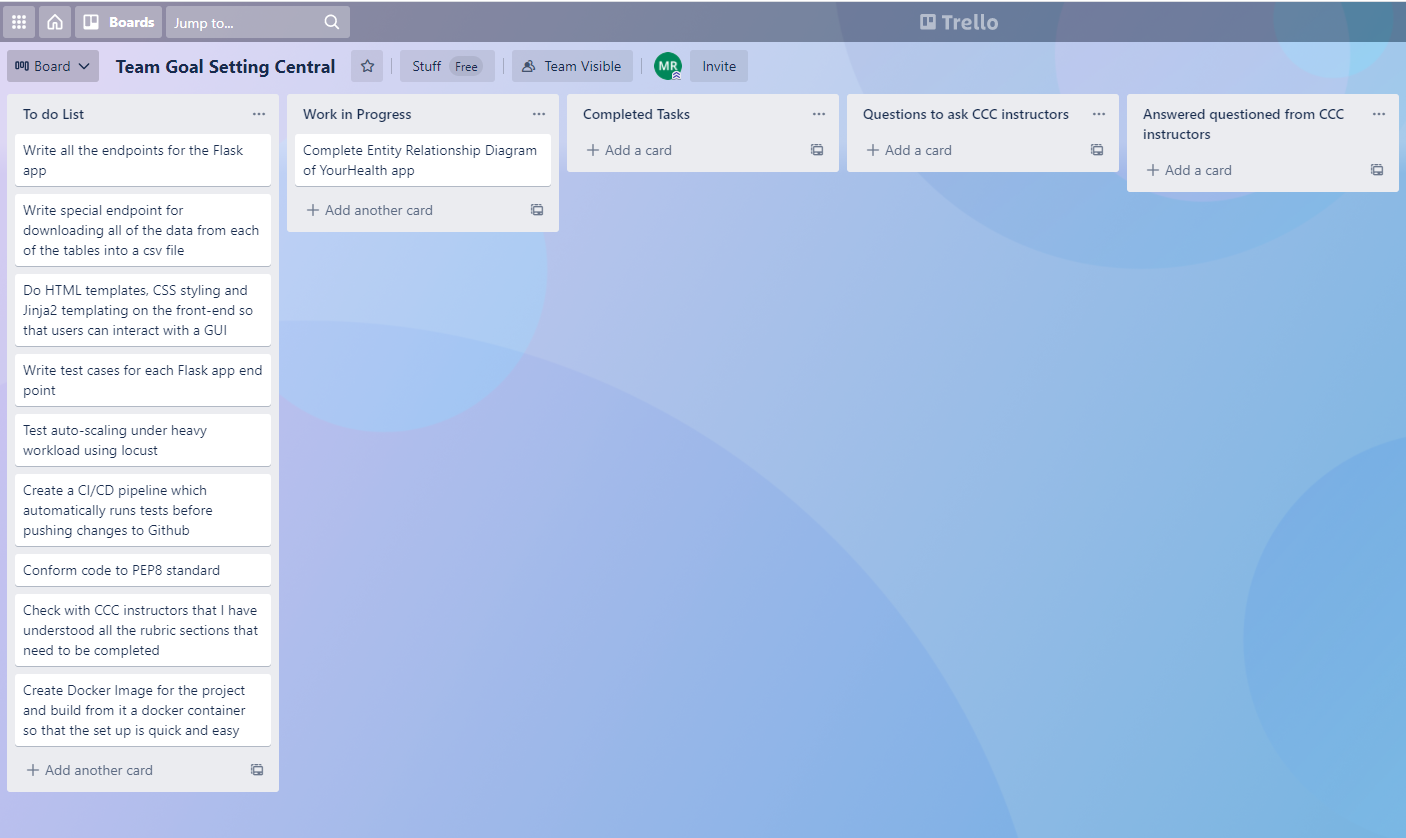 Boards
Jump to...
Trello
Board
Team Goal Setting Central
Stuff
Free
Team Visible
MR
Invite
To do List
Write all the endpoints for the Flask
app
Write special endpoint for
downloading all of the data from each
of the tables into a csv file
Do HTML templates, CSS styling and
Jinja2 templating on the front-end so
that users can interact with a GUI
Write test cases for each Flask app end
point
Test auto-scaling under heavy
workload using locust
Create a CI/CD pipeline which
automatically runs tests before
pushing changes to Github
Conform code to PEP8 standard
Check with CCC instructors that I have
understood all the rubric sections that
need to be completed
Create Docker Image for the project
and build from it a docker container
so that the set up is quick and easy
Add another card
Work in Progress
Complete Entity Relationship Diagram
of YourHealth app
Add another card
Completed Tasks
Add a card
Questions to ask CCC instructors
Add a card
Answered questioned from CCC
instructors
Add a card